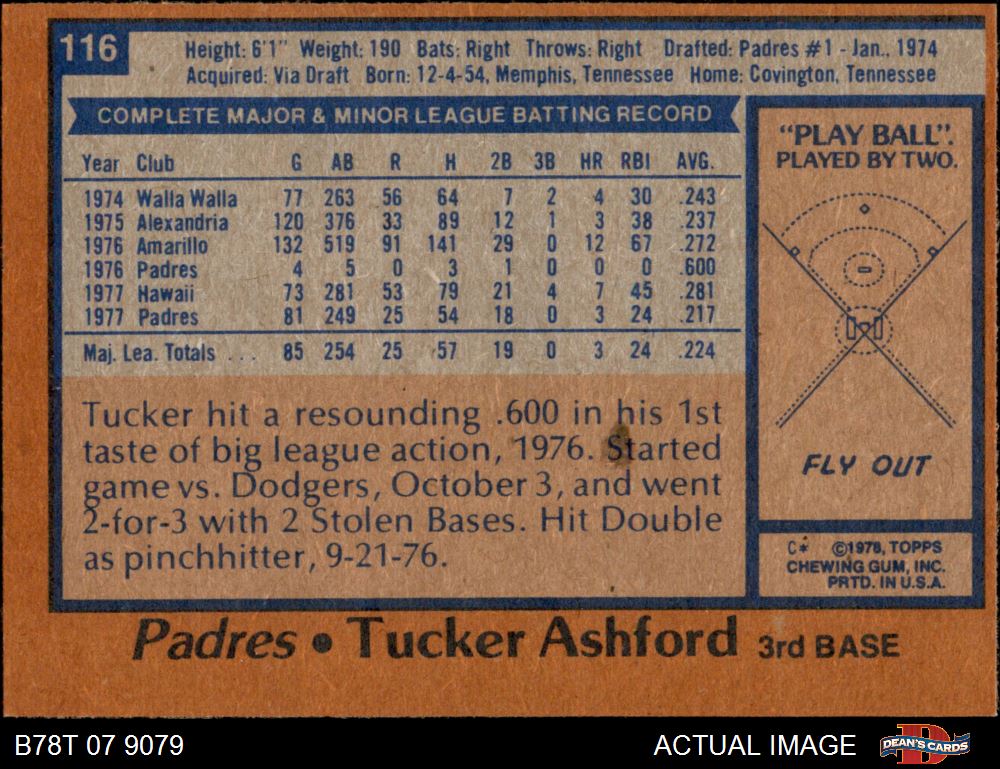 116
Height: 6'1" Weight: 190 Bats: Right Throws: Right Drafted: Padres #1 - Jan., 1974
Acquired: Via Draft Born: 12-4-54, Memphis, Tennessee Home: Covington, Tennessee
COMPLETE MAJOR & MINOR LEAGUE BATTING RECORD
Year Club G AB R H 2B 3B HR RBI AVG.
1974 Walla Walla 77 263 56 64 7 2 4 30 .243
1975 Alexandria 120 376 33 89 12 1 3 38 .237
1976 Amarillo 132 519 91 141 29 0 12 67 .272
1976 Padres 4 5 0 3 1 0 0 0 .600
1977 Hawaii 73 281 53 79 21 4 7 45 .281
1977 Padres 81 249 25 54 18 0 3 24 .217
Maj. Lea. Totals . . . 85 254 25 57 19 0 3 24 .224
Tucker hit a resounding .600 in his 1st
taste of big league action, 1976. Started
game vs. Dodgers, October 3, and went
2-for-3 with 2 Stolen Bases. Hit Double
as pinchhitter, 9-21-76.
"PLAY BALL".
PLAYED BY TWO.
FLY OUT
C* ©1978, TOPPS
CHEWING GUM, INC.
PRTD. IN U.S.A.
Padres • Tucker Ashford 3rd BASE
B78T 07 9079
ACTUAL IMAGE
DEAN'S CARDS